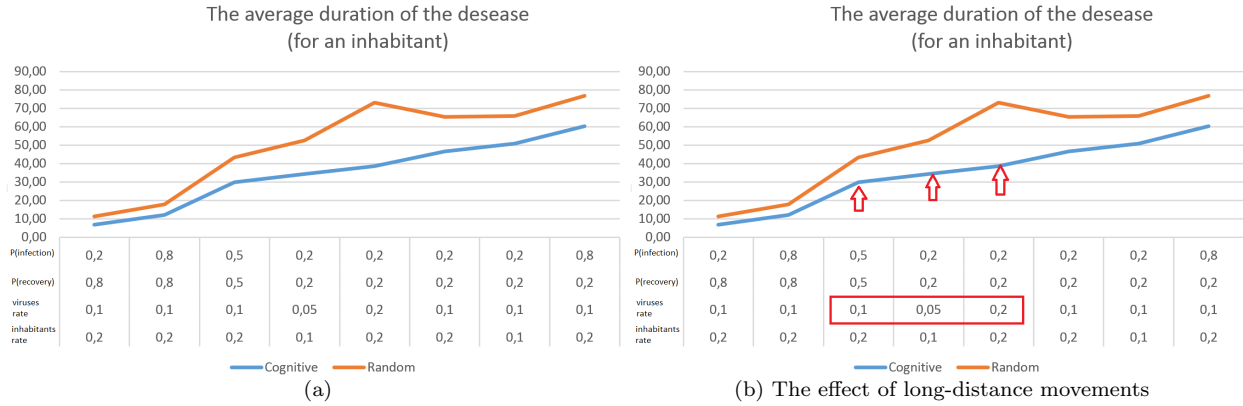 The average duration of the desease
(for an inhabitant)
90,00
80,00
70,00
60,00
50,00
40,00
30,00
20,00
10,00
0,00
P(infection) 0,2 0,8 0,5 0,2 0,2 0,2 0,2 0,8
P(recovery) 0,8 0,8 0,5 0,2 0,2 0,2 0,2 0,2
viruses
rate 0,1 0,1 0,1 0,05 0,2 0,1 0,1 0,1
inhabitants
rate 0,2 0,2 0,2 0,1 0,2 0,2 0,1 0,2
Cognitive Random
(a)
The average duration of the desease
(for an inhabitant)
90,00
80,00
70,00
60,00
50,00
40,00
30,00
20,00
10,00
0,00
P(infection) 0,2 0,8 0,5 0,2 0,2 0,2 0,2 0,8
P(recovery) 0,8 0,8 0,5 0,2 0,2 0,2 0,2 0,2
viruses
rate 0,1 0,1 0,1 0,05 0,2 0,1 0,1 0,1
inhabitants
rate 0,2 0,2 0,2 0,1 0,2 0,2 0,1 0,2
Cognitive Random
(b) The effect of long-distance movements